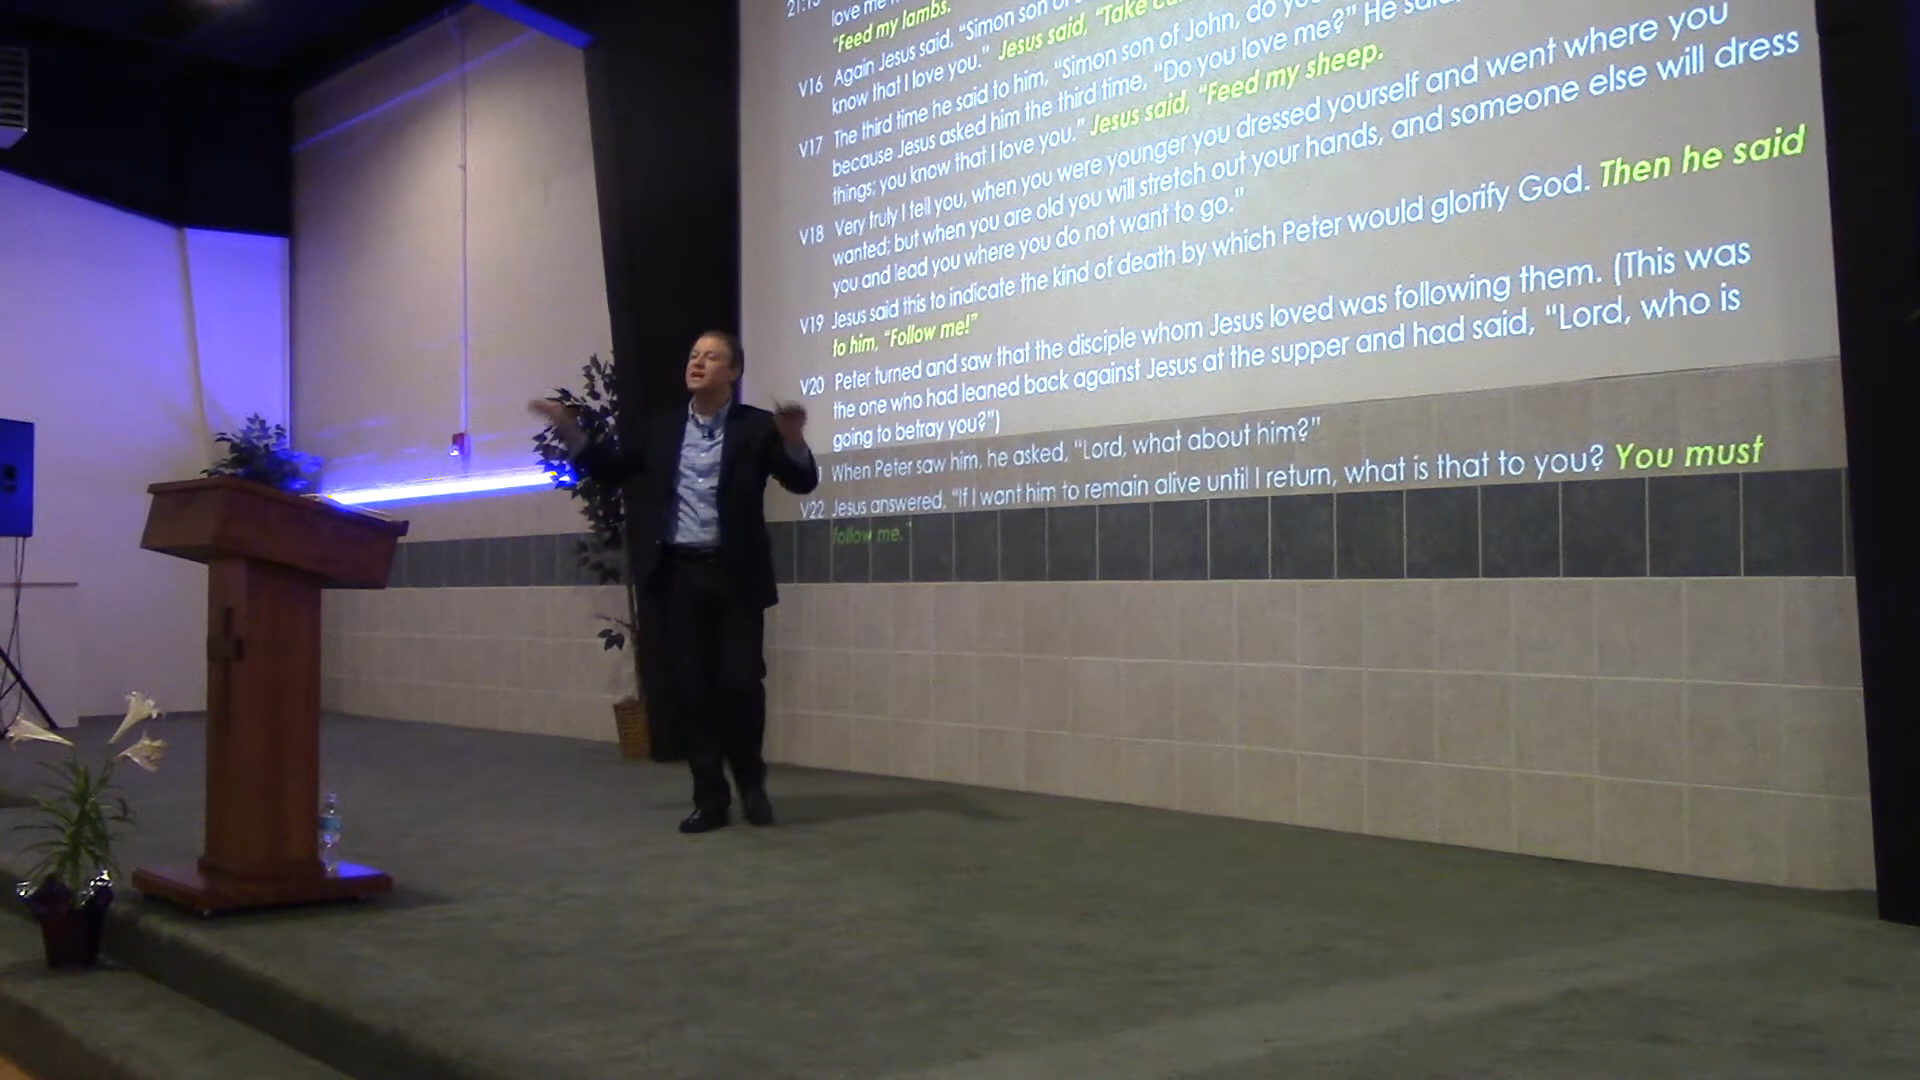 21:15 love me
"Feed my lambs.
V16 Again Jesus said, "Simon son of
know that I love you." Jesus said, "Take
V17 The third time he said to him, "Simon son of John, do you
because Jesus asked him the third time, "Do you love me?" He said
things; you know that I love you." Jesus said, "Feed my sheep.
V18 Very truly I tell you, when you were younger you dressed yourself and went where you
wanted; but when you are old you will stretch out your hands, and someone else will dress
you and lead you where you do not want to go."
V19 Jesus said this to indicate the kind of death by which Peter would glorify God. Then he said
to him, "Follow me!"
V20 Peter turned and saw that the disciple whom Jesus loved was following them. (This was
the one who had leaned back against Jesus at the supper and had said, "Lord, who is
going to betray you?")
1 When Peter saw him, he asked, "Lord, what about him?"
V22 Jesus answered, "If I want him to remain alive until I return, what is that to you? You must
follow me."